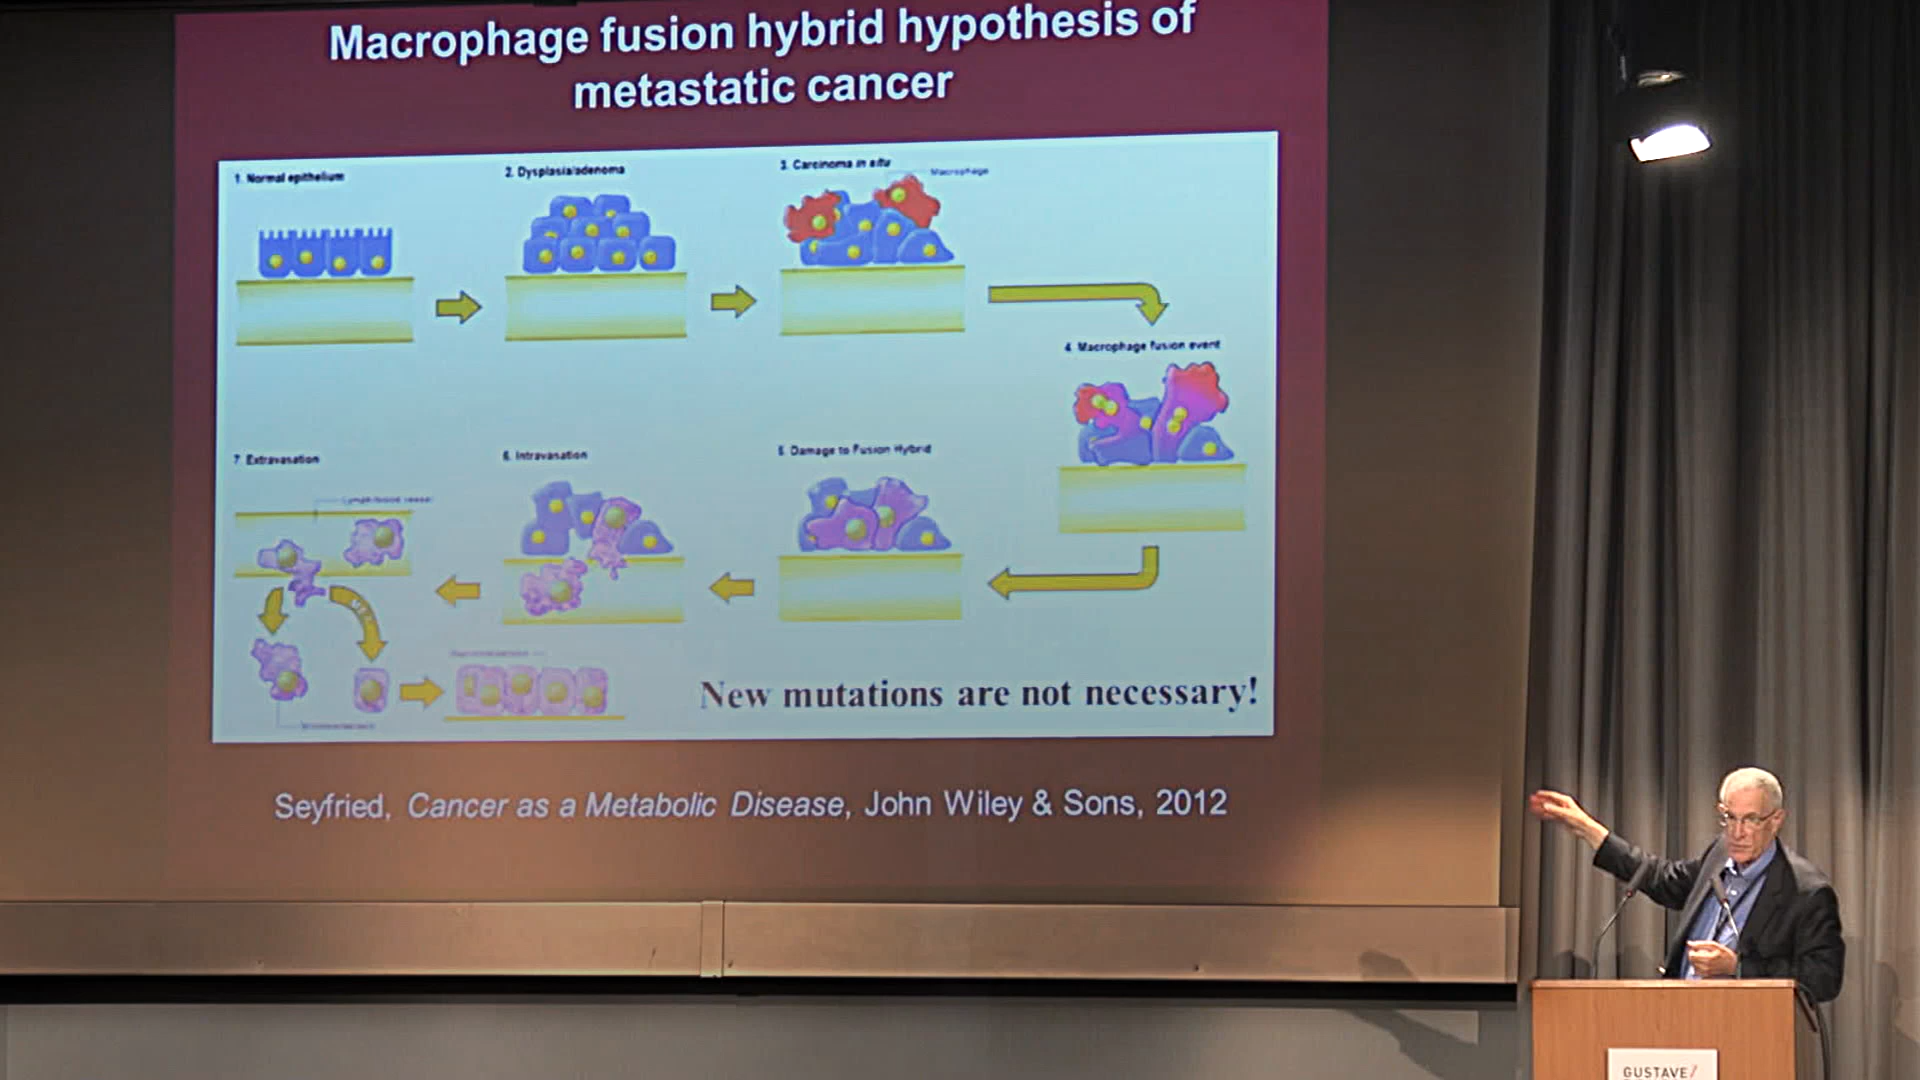 Macrophage fusion hybrid hypothesis of
metastatic cancer
1. Normal epithelium
2. Dysplasia/adenoma
3. Carcinoma in situ
Macrophage
4. Macrophage fusion event
7. Extravasation
6. Intravasation
5. Damage to Fusion Hybrid
Lymph/blood vessel
New mutations are not necessary!
Seyfried, Cancer as a Metabolic Disease, John Wiley & Sons, 2012
GUSTAVE/